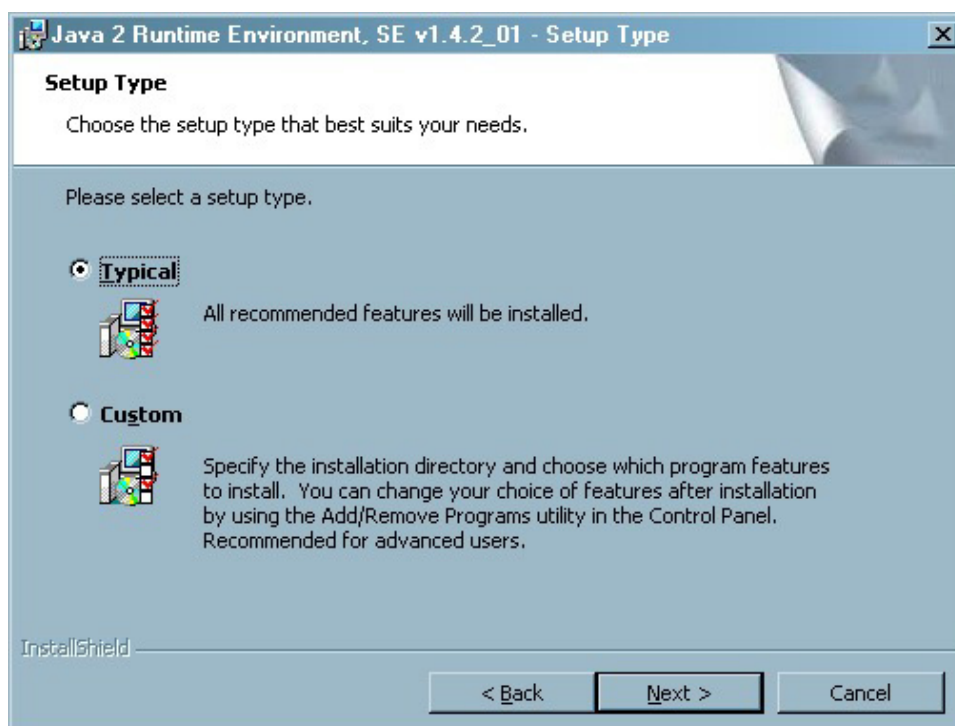 Java 2 Runtime Environment, SE v1.4.2_01 - Setup Type
Setup Type
Choose the setup type that best suits your needs.
Please select a setup type.
Typical
All recommended features will be installed.
Custom
Specify the installation directory and choose which program features
to install. You can change your choice of features after installation
by using the Add/Remove Programs utility in the Control Panel.
Recommended for advanced users.
InstallShield
< Back
Next >
Cancel